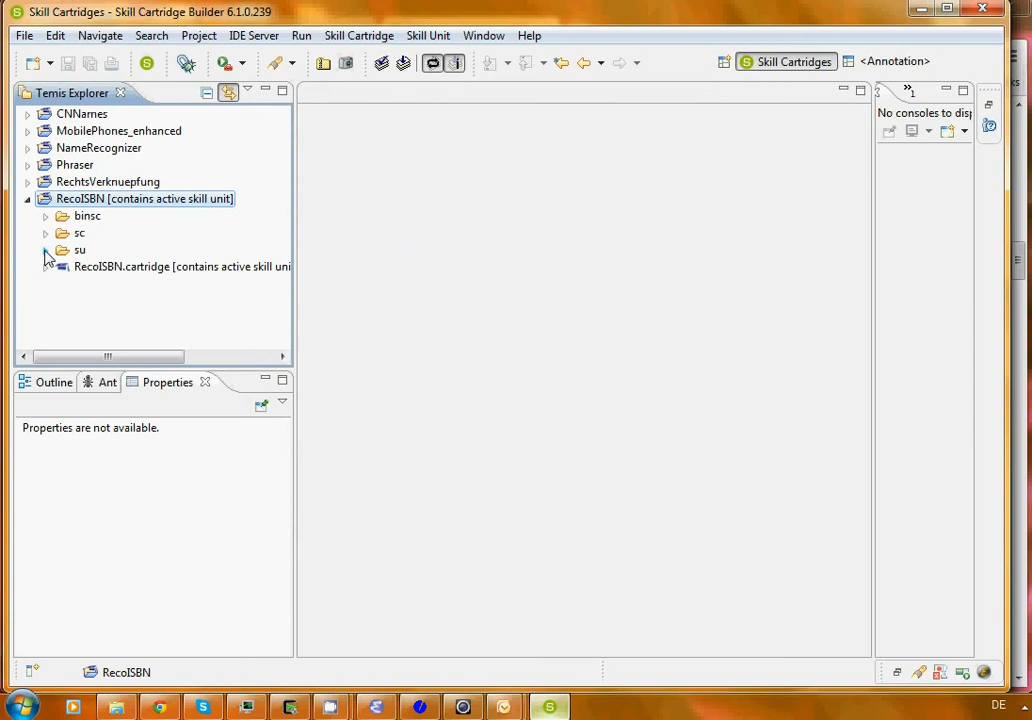 Skill Cartridges - Skill Cartridge Builder 6.1.0.239
File Edit Navigate Search Project IDE Server Run Skill Cartridge Skill Unit Window Help
Skill Cartridges <Annotation>
Temis Explorer
»1
CNNames
No consoles to disp
MobilePhones_enhanced
NameRecognizer
Phraser
RechtsVerknuepfung
RecoISBN [contains active skill unit]
binsc
sc
su
RecoISBN.cartridge [contains active skill uni
Outline Ant Properties
Properties are not available.
RecoISBN
DE